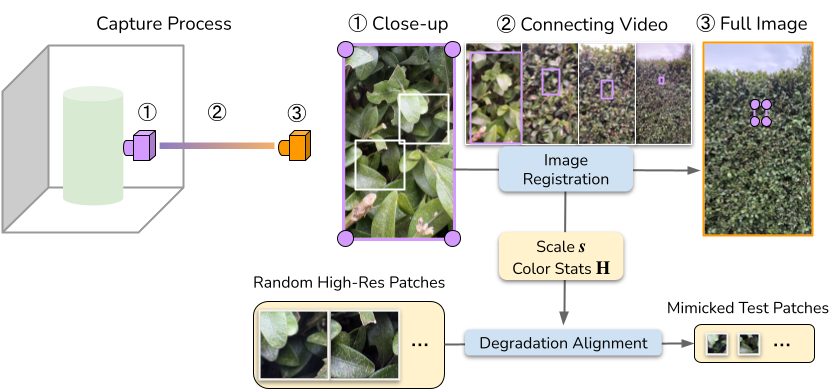 Capture Process
① Close-up
② Connecting Video
③ Full Image
①
②
③
Image
Registration
Scale s
Color Stats H
Random High-Res Patches
...
Degradation Alignment
Mimicked Test Patches
...